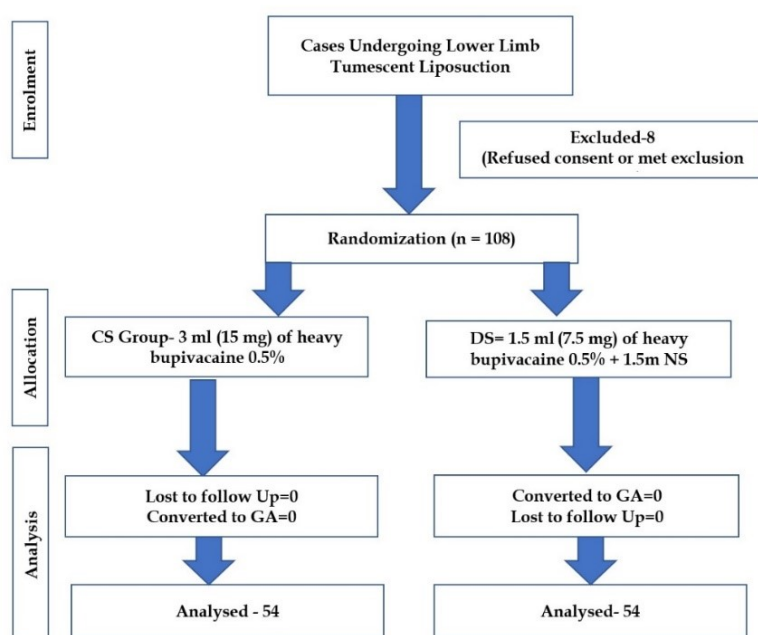 Enrolment
Cases Undergoing Lower Limb
Tumescent Liposuction
Excluded-8
(Refused consent or met exclusion
Randomization (n = 108)
Allocation
CS Group- 3 ml (15 mg) of heavy
bupivacaine 0.5%
DS= 1.5 ml (7.5 mg) of heavy
bupivacaine 0.5% + 1.5m NS
Analysis
Lost to follow Up=0
Converted to GA=0
Converted to GA=0
Lost to follow Up=0
Analysed - 54
Analysed- 54